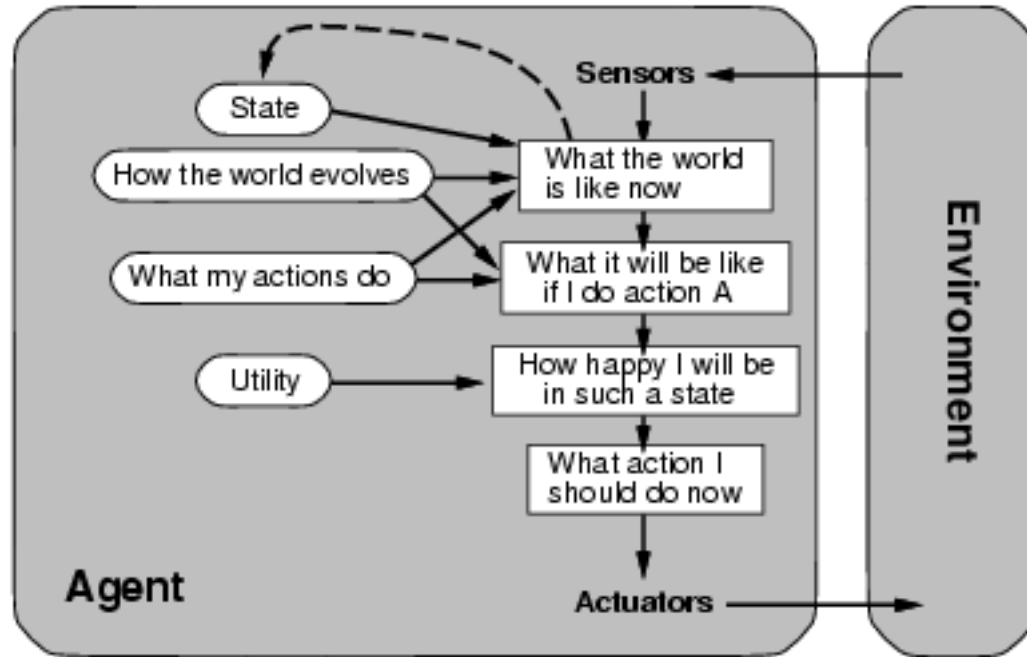 Sensors
State
What the world
is like now
How the world evolves
What it will be like
if I do action A
What my actions do
How happy I will be
in such a state
Utility
What action I
should do now
Agent
Actuators
Environment